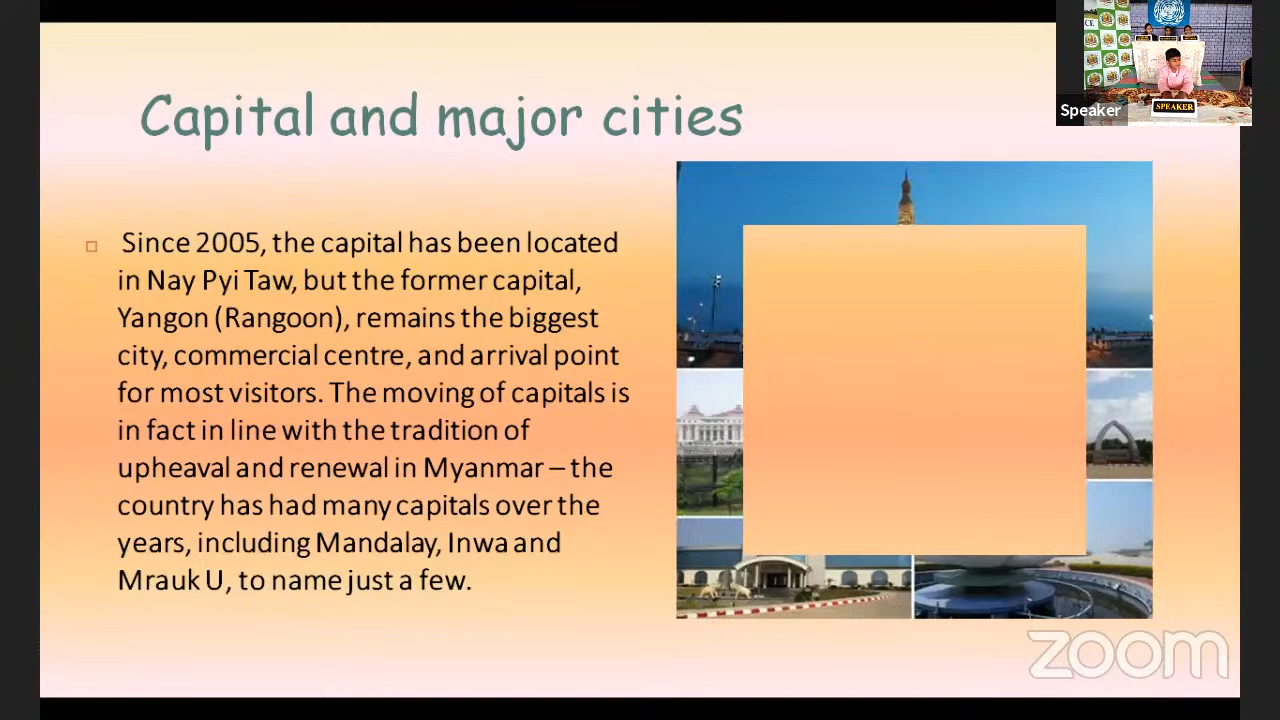 Capital and major cities
Since 2005, the capital has been located
in Nay Pyi Taw, but the former capital,
Yangon (Rangoon), remains the biggest
city, commercial centre, and arrival point
for most visitors. The moving of capitals is
in fact in line with the tradition of
upheaval and renewal in Myanmar – the
country has had many capitals over the
years, including Mandalay, Inwa and
Mrauk U, to name just a few.
CE
SPEAKER
Speaker
zoom